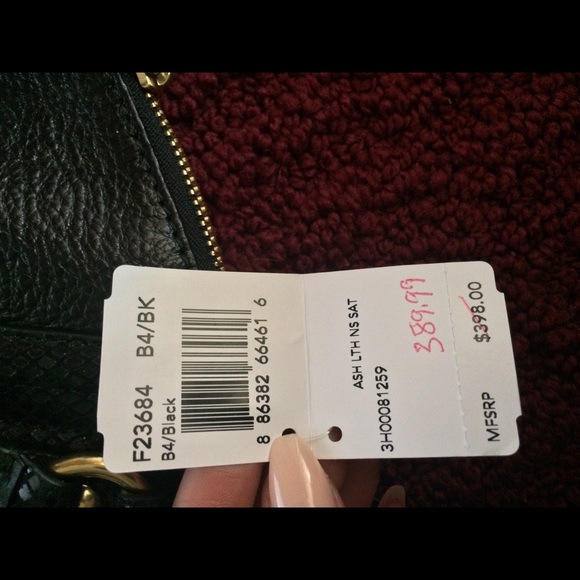 F23684 B4/BK
B4/Black
8 86382 66461 6
ASH LTH NS SAT
3H00081259
389.99
$398.00
MFSRP